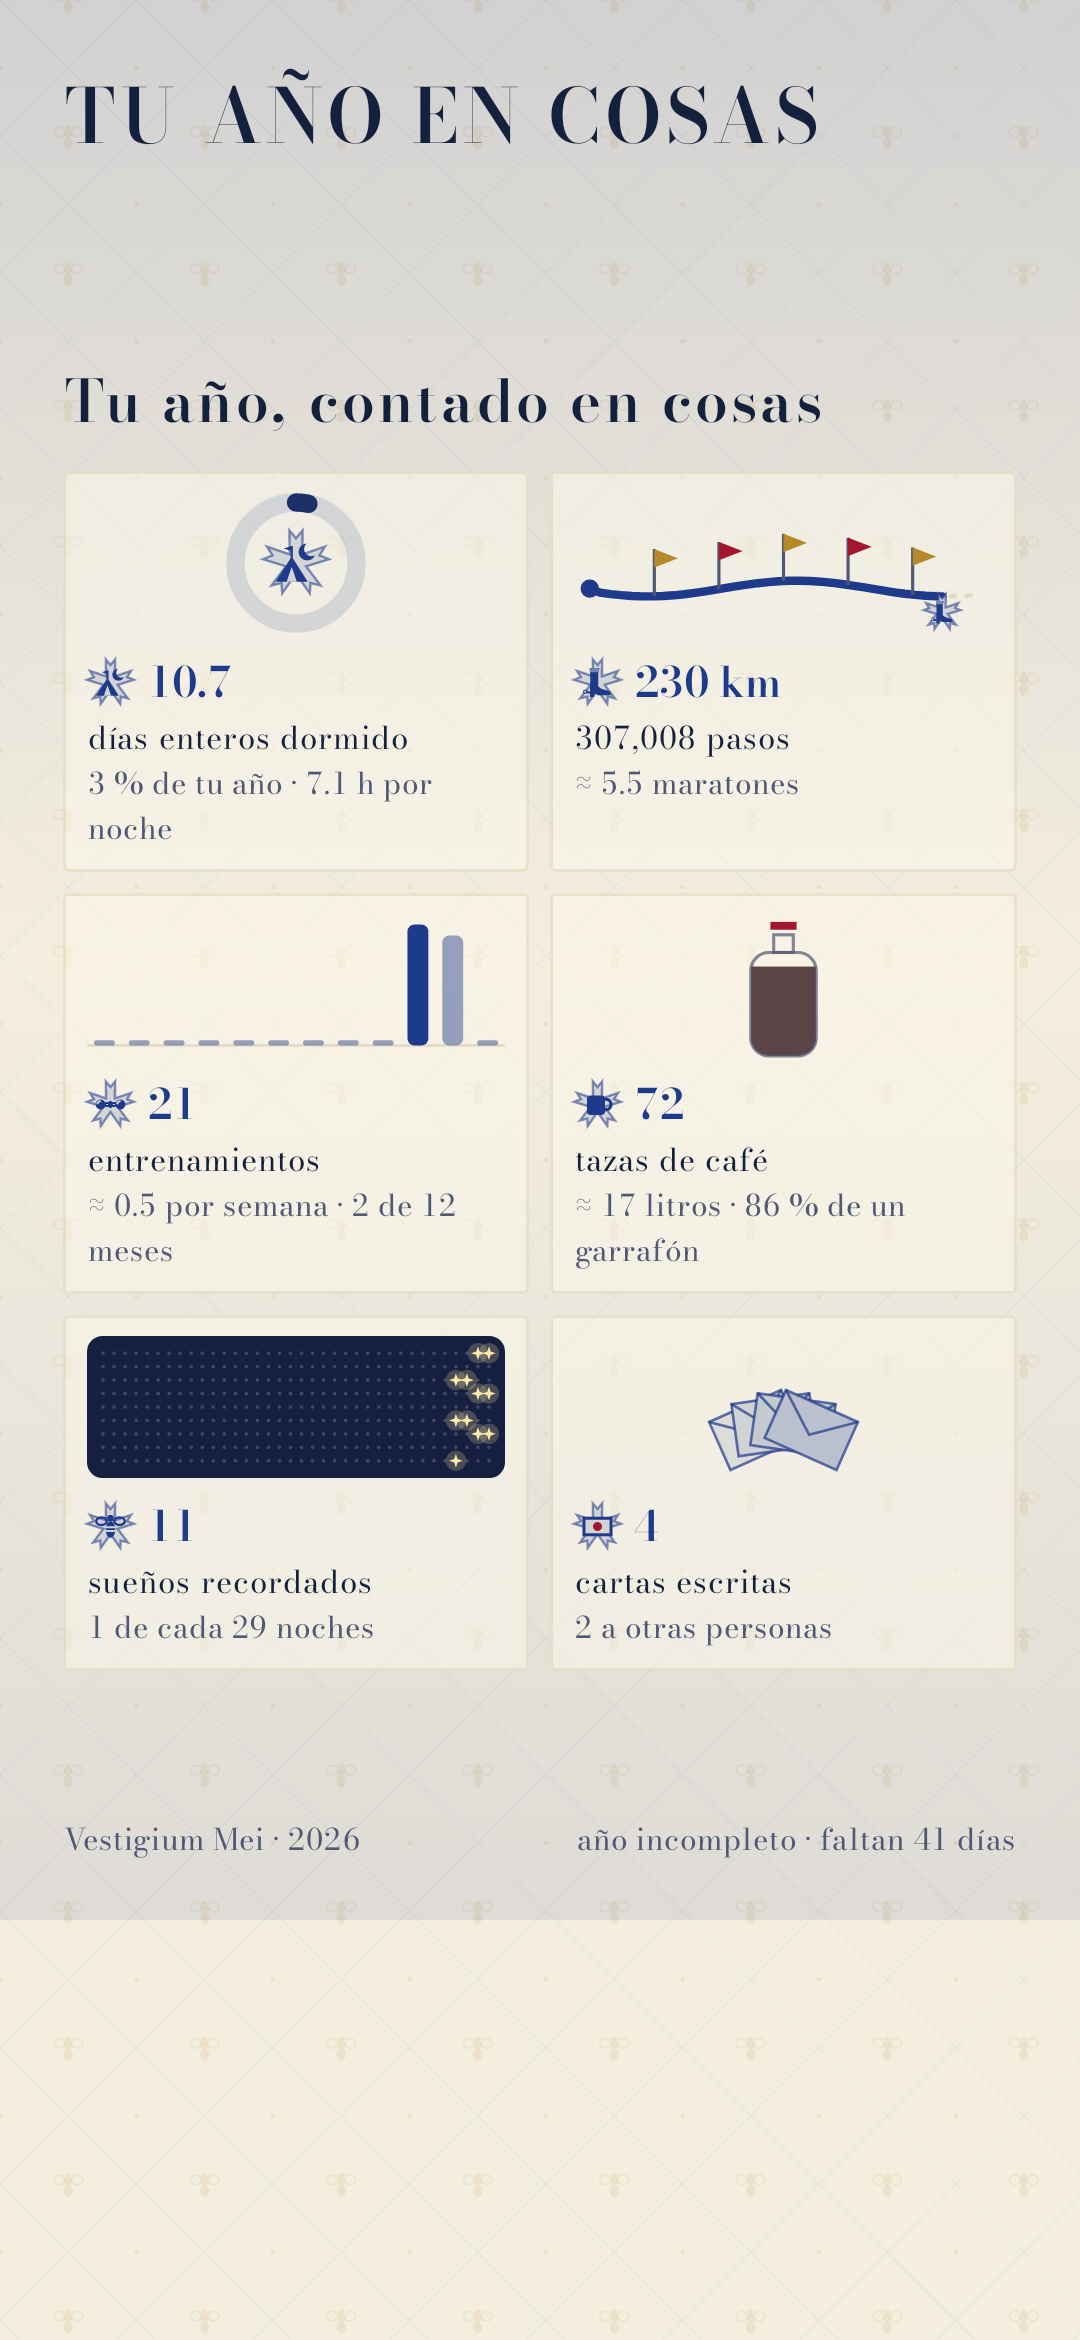 TU AÑO EN COSAS
Tu año, contado en cosas
10.7
días enteros dormido
3 % de tu año · 7.1 h por
noche
230 km
307,008 pasos
≈ 5.5 maratones
21
entrenamientos
≈ 0.5 por semana · 2 de 12
meses
72
tazas de café
≈ 17 litros · 86 % de un
garrafón
11
sueños recordados
1 de cada 29 noches
4
cartas escritas
2 a otras personas
Vestigium Mei · 2026
año incompleto · faltan 41 días